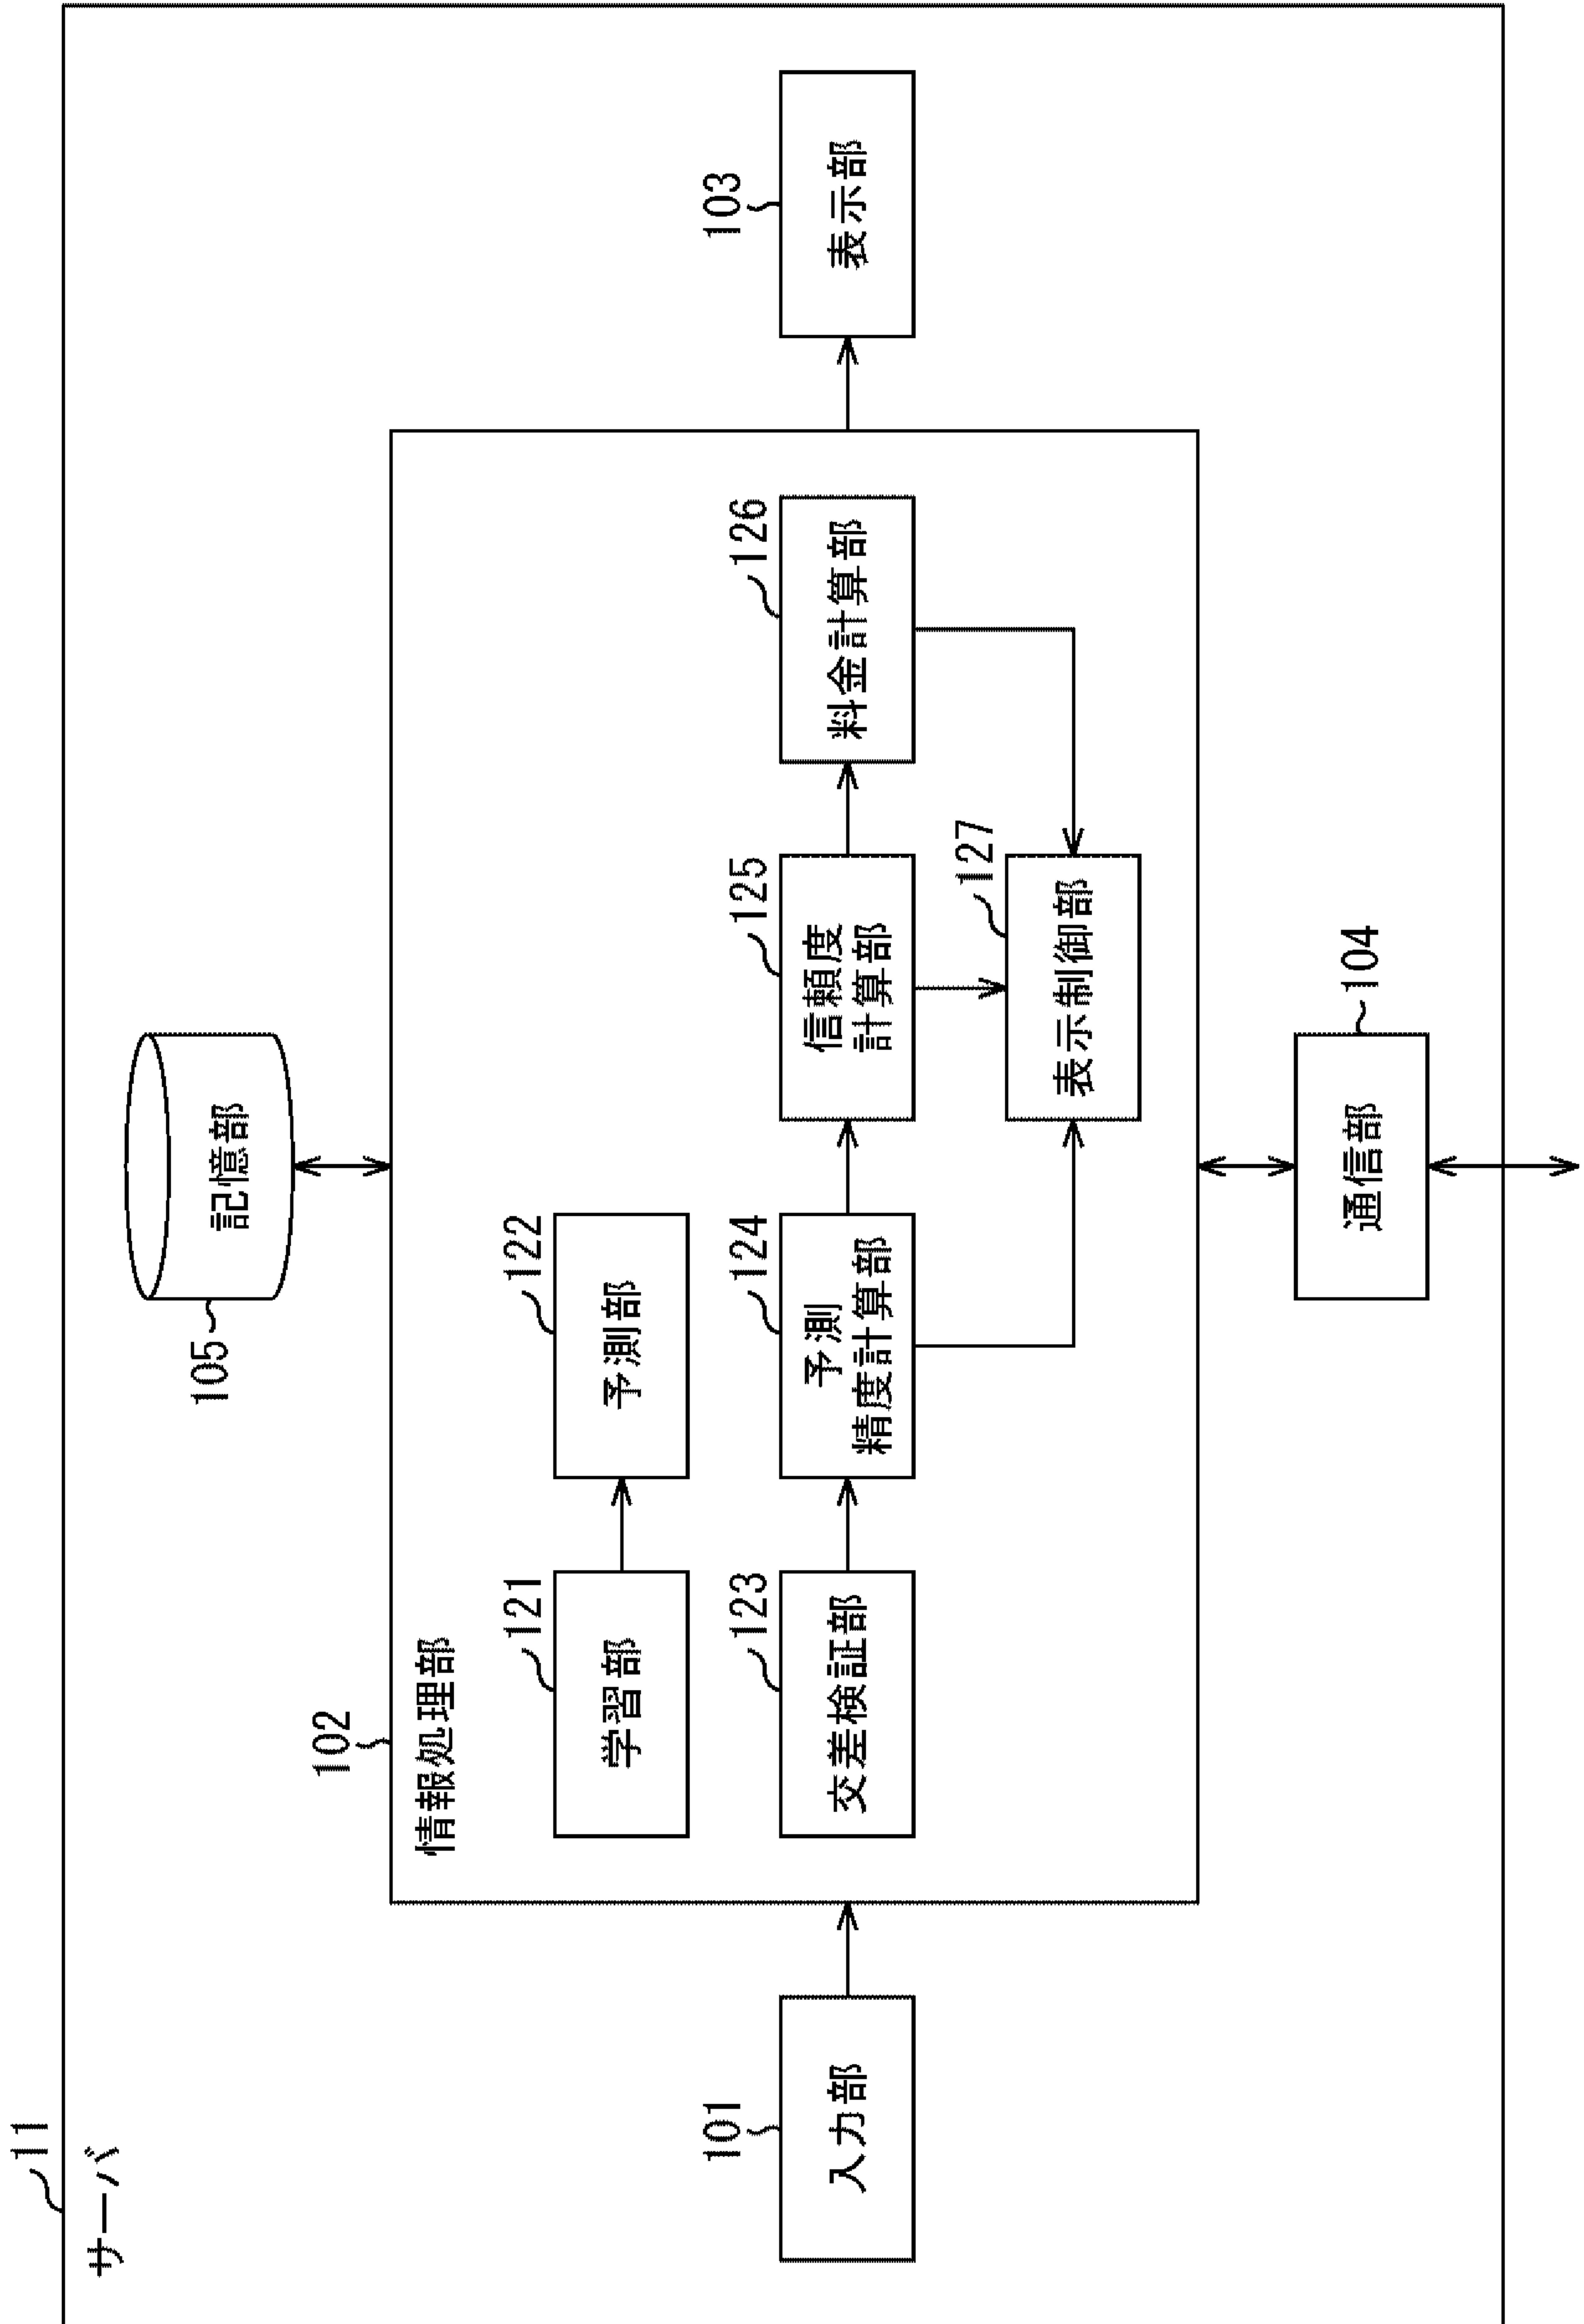 11
サーバ
105
記憶部
102
情報処理部
121
学習部
122
予測部
101
入力部
123
交差検証部
124
予測
精度計算部
125
信頼度
計算部
126
料金計算部
103
表示部
127
表示制御部
104
通信部